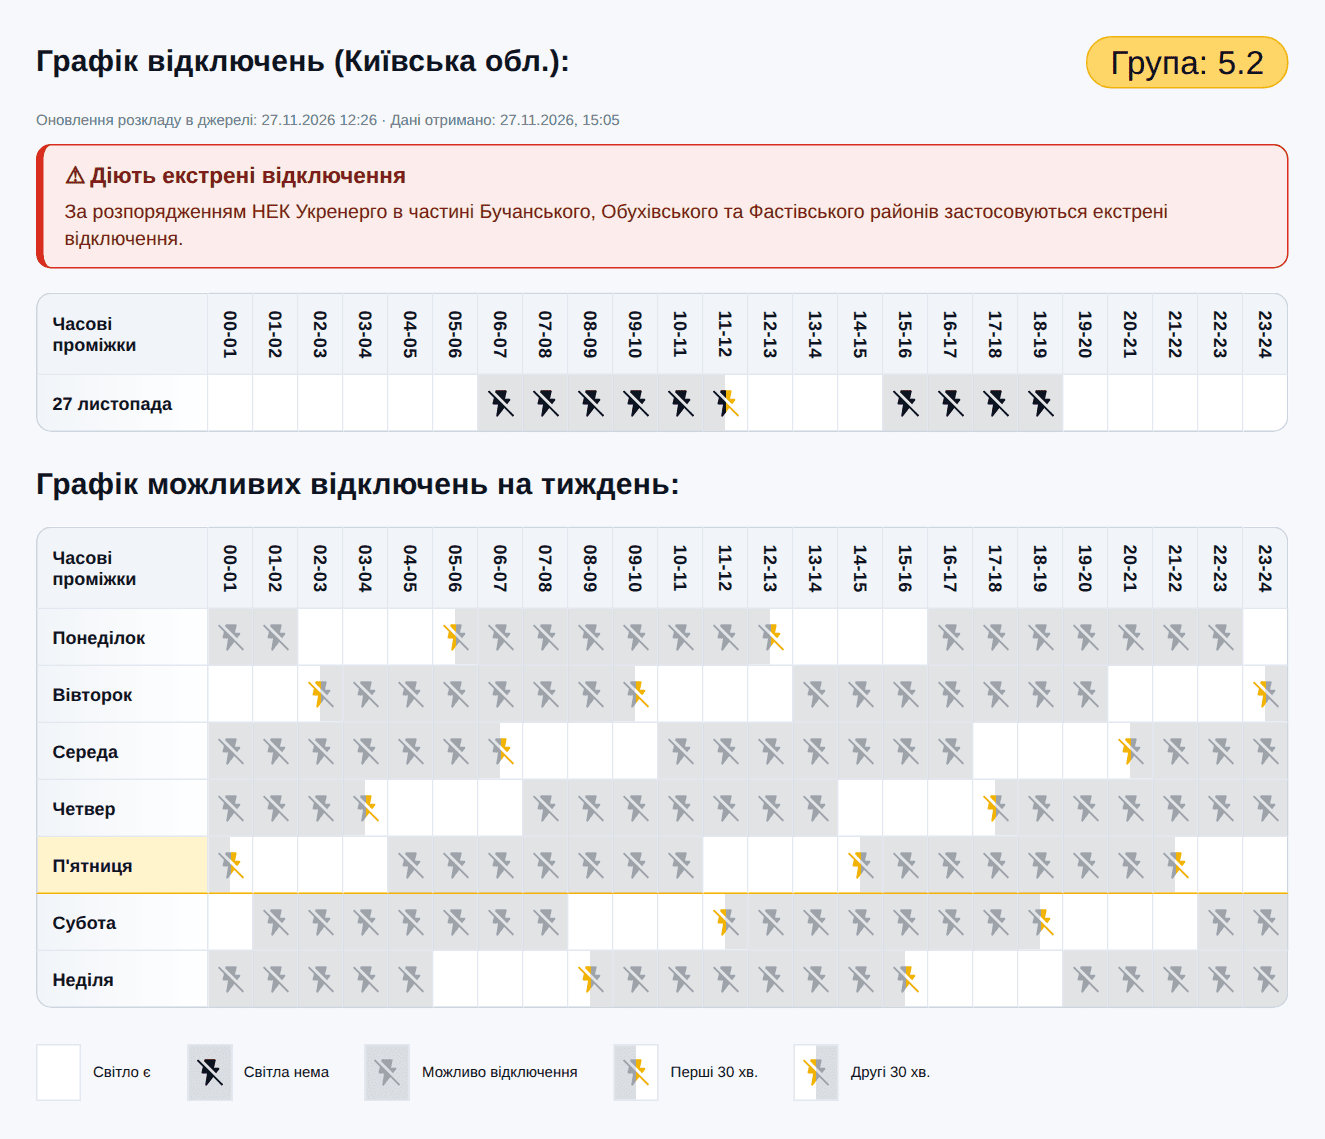 Графік відключень (Київська обл.):
Група: 5.2
Оновлення розкладу в джерелі: 27.11.2026 12:26 · Дані отримано: 27.11.2026, 15:05
⚠ Діють екстрені відключення
За розпорядженням НЕК Укренерго в частині Бучанського, Обухівського та Фастівського районів застосовуються екстрені
відключення.
Часові
проміжки
00-01 01-02 02-03 03-04 04-05 05-06 06-07 07-08 08-09 09-10 10-11 11-12 12-13 13-14 14-15 15-16 16-17 17-18 18-19 19-20 20-21 21-22 22-23 23-24
27 листопада
Графік можливих відключень на тиждень:
Часові
проміжки
00-01 01-02 02-03 03-04 04-05 05-06 06-07 07-08 08-09 09-10 10-11 11-12 12-13 13-14 14-15 15-16 16-17 17-18 18-19 19-20 20-21 21-22 22-23 23-24
Понеділок
Вівторок
Середа
Четвер
П'ятниця
Субота
Неділя
Світло є
Світла нема
Можливо відключення
Перші 30 хв.
Другі 30 хв.